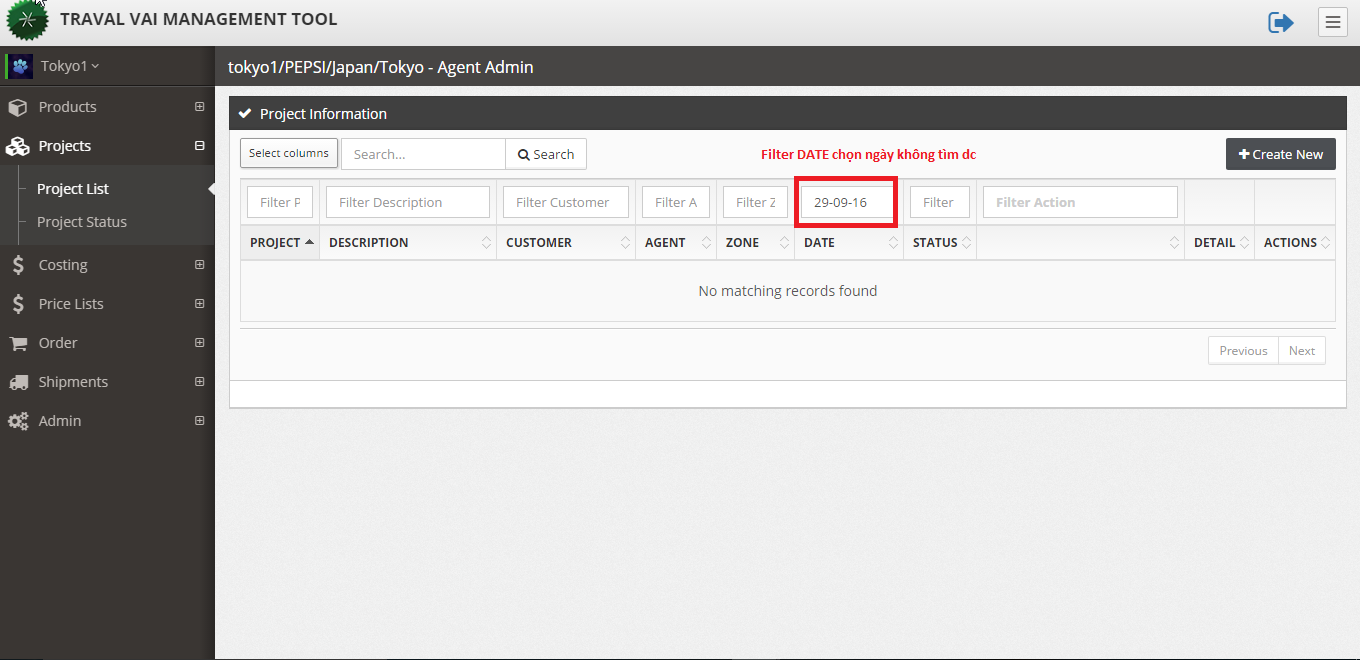 TRAVAL VAI MANAGEMENT TOOL
Tokyo1
tokyo1/PEPSI/Japan/Tokyo - Agent Admin
Products
Projects
Project List
Project Status
Costing
Price Lists
Order
Shipments
Admin
Project Information
Select columns
Search...
Search
Filter DATE chọn ngày không tìm dc
Create New
Filter P
Filter Description
Filter Customer
Filter A
Filter Z
29-09-16
Filter
Filter Action
PROJECT
DESCRIPTION
CUSTOMER
AGENT
ZONE
DATE
STATUS
DETAIL
ACTIONS
No matching records found
Previous
Next